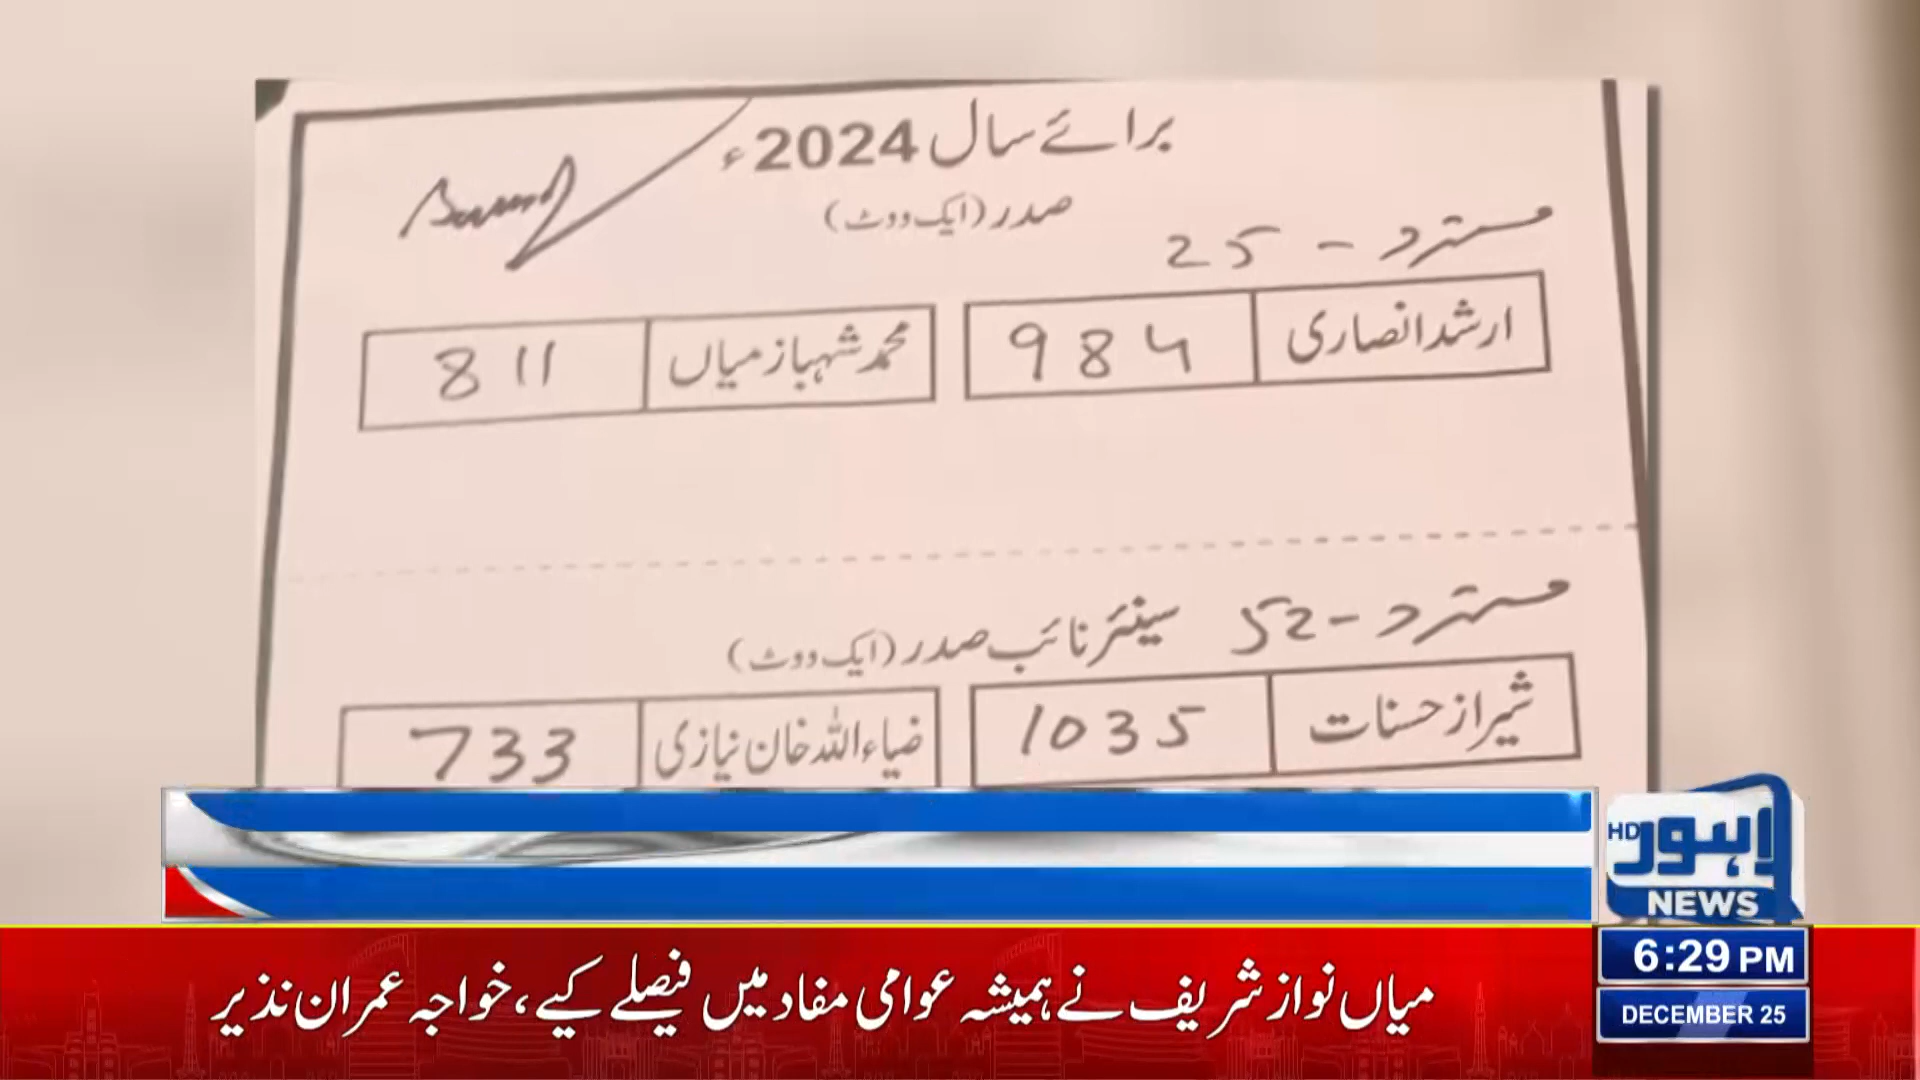 برائے سال 2024ء
صدر (ایک ووٹ)
مسترد - 25
ارشد انصاری 984
محمد شہباز میاں 811
مسترد - 52
سینئر نائب صدر (ایک ووٹ)
شیراز حسنات 1035
ضیاء اللہ خان نیازی 733
HD لاہور
NEWS
6:29 PM
DECEMBER 25
میاں نواز شریف نے ہمیشہ عوامی مفاد میں فیصلے کیے، خواجہ عمران نذیر